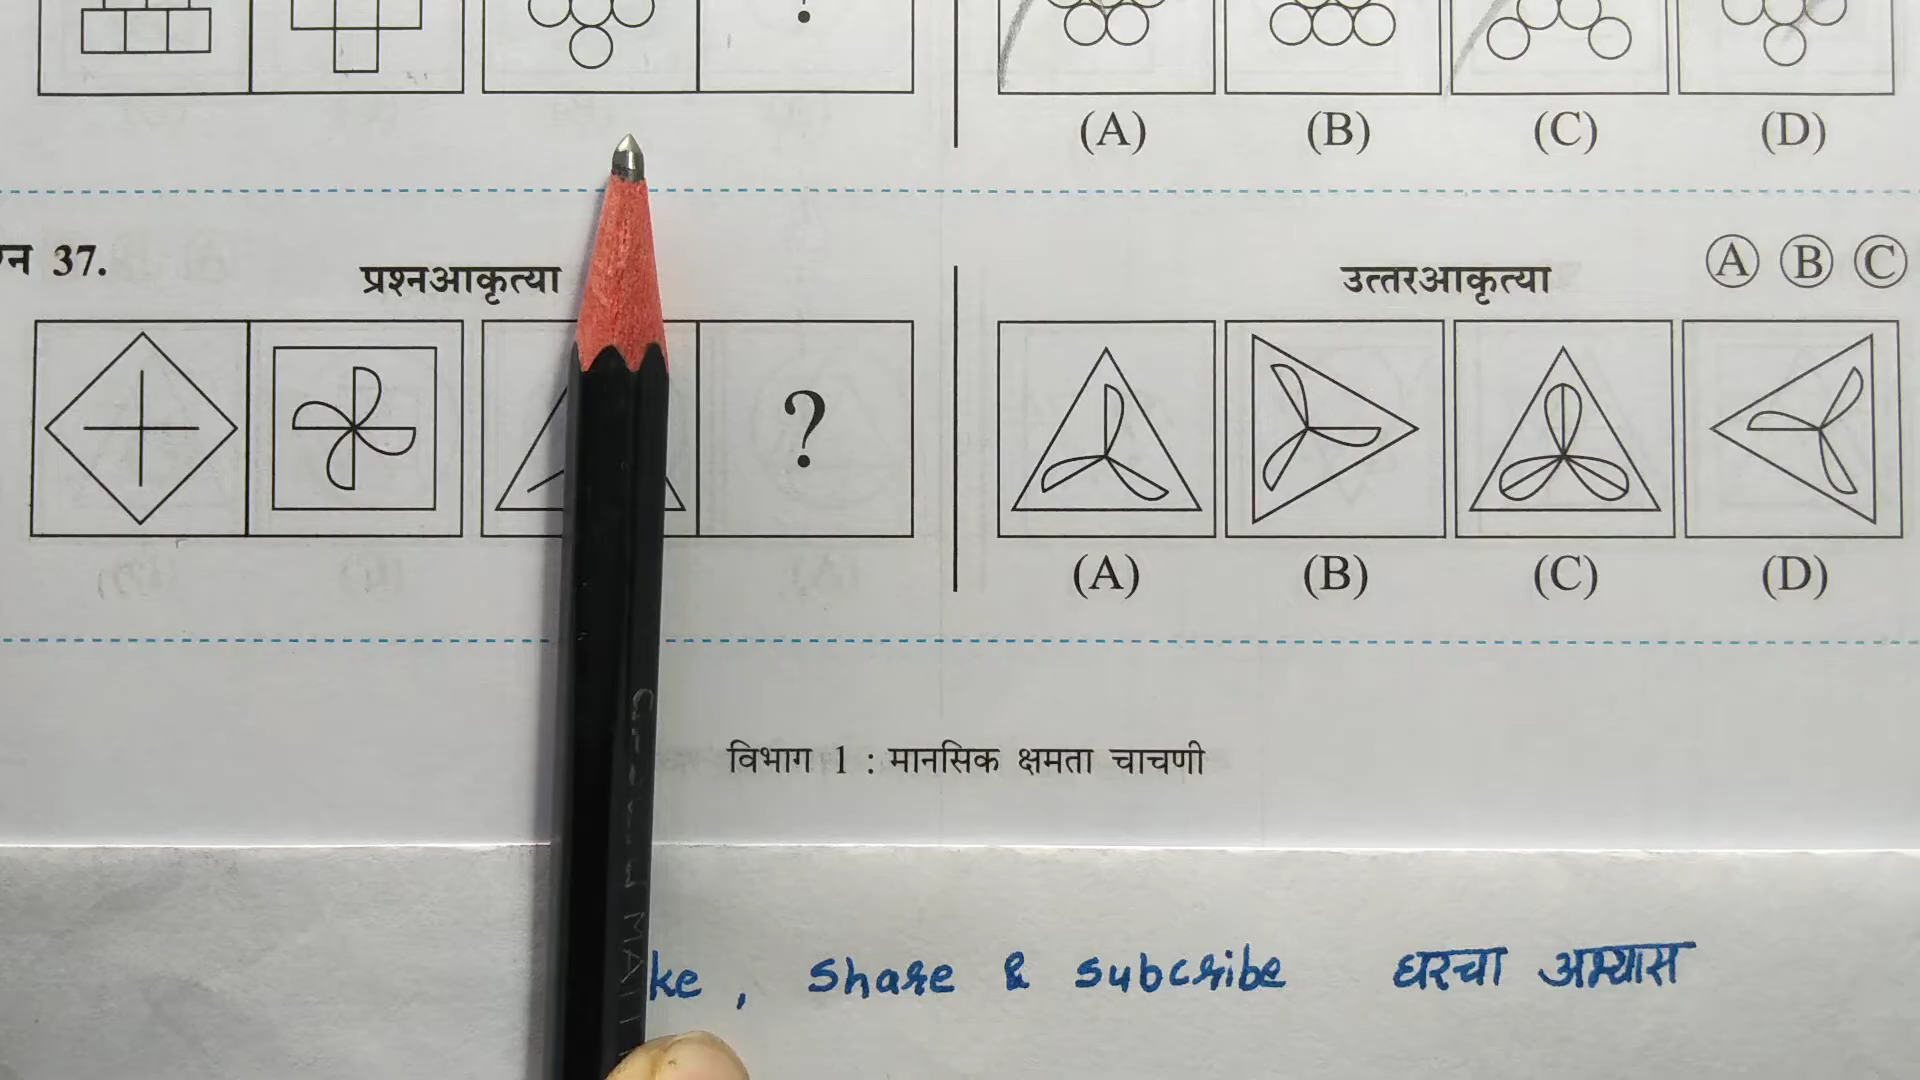 ?
(A) (B) (C) (D)
37.
प्रश्नआकृत्या
उत्तरआकृत्या
A B C
?
(A) (B) (C) (D)
विभाग 1 : मानसिक क्षमता चाचणी
ke , Share & subcribe घरचा अभ्यास